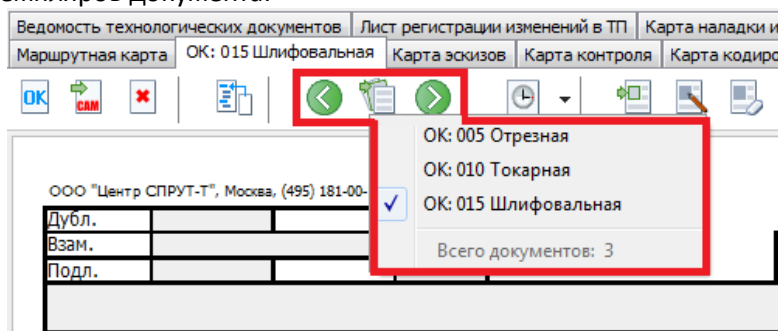 документа.
Ведомость технологических документов Лист регистрации изменений в ТП Карта наладки и
Маршрутная карта ОК: 015 Шлифовальная Карта эскизов Карта контроля Карта кодиро
ОК CAM
ОК: 005 Отрезная
ОК: 010 Токарная
ОК: 015 Шлифовальная
Всего документов: 3
ООО "Центр СПРУТ-Т", Москва, (495) 181-00-
Дубл.
Взам.
Подл.